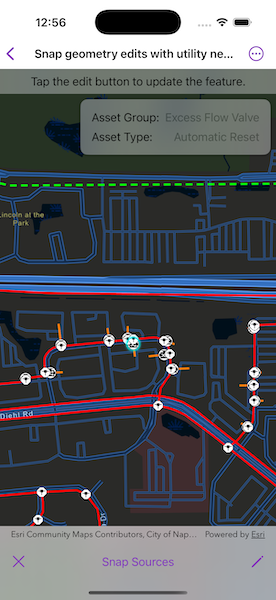 12:56
Snap geometry edits with utility ne...
Tap the edit button to update the feature.
Asset Group: Excess Flow Valve
Asset Type: Automatic Reset
Lincoln at the
Park
Diehl Rd
Esri Community Maps Contributors, City of Nap... Powered by Esri
Snap Sources